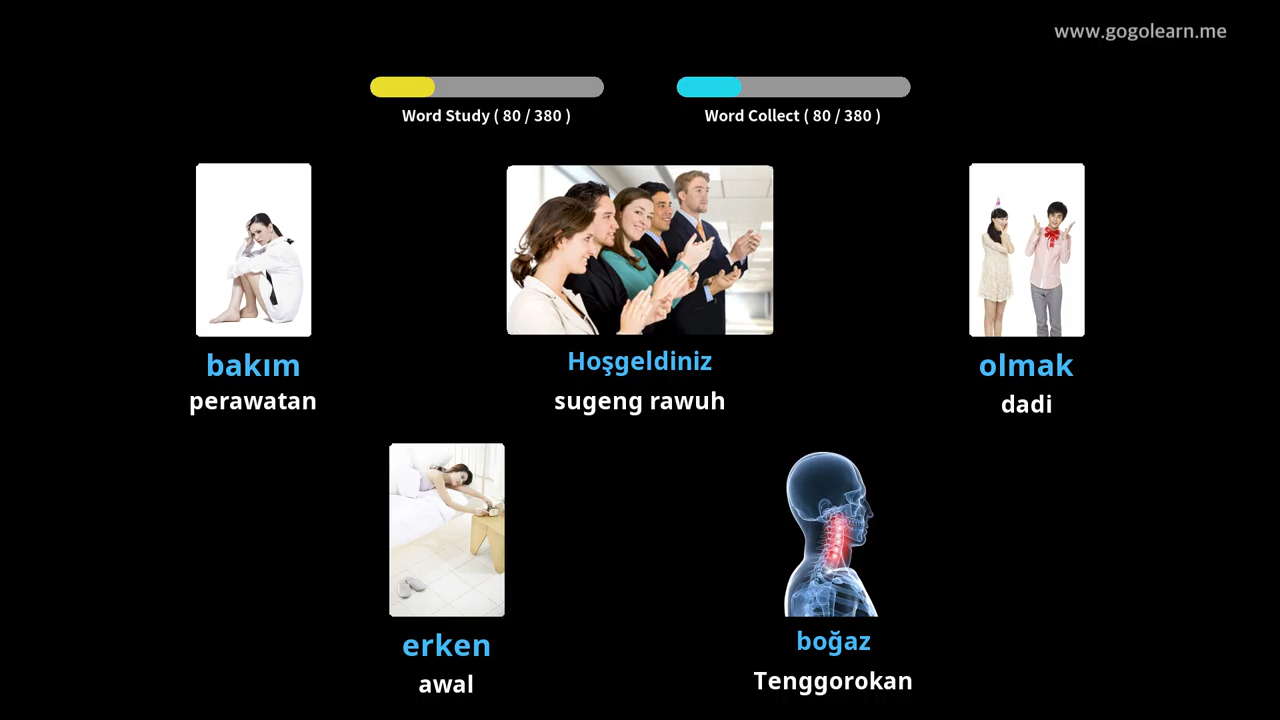 www.gogolearn.me
Word Study ( 80 / 380 )
Word Collect ( 80 / 380 )
bakım
perawatan
Hoşgeldiniz
sugeng rawuh
olmak
dadi
erken
awal
boğaz
Tenggorokan